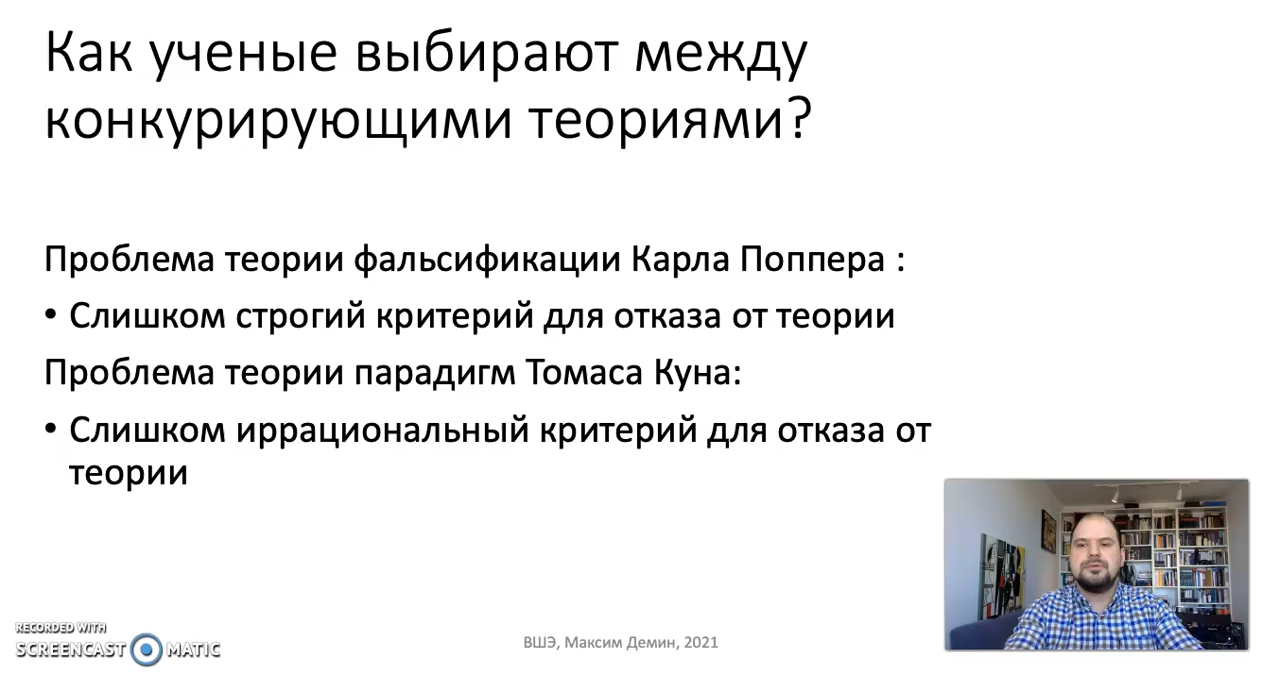 Как ученые выбирают между
конкурирующими теориями?
Проблема теории фальсификации Карла Поппера :
• Слишком строгий критерий для отказа от теории
Проблема теории парадигм Томаса Куна:
• Слишком иррациональный критерий для отказа от
теории
RECORDED WITH
SCREENCAST MATIC
ВШЭ, Максим Демин, 2021